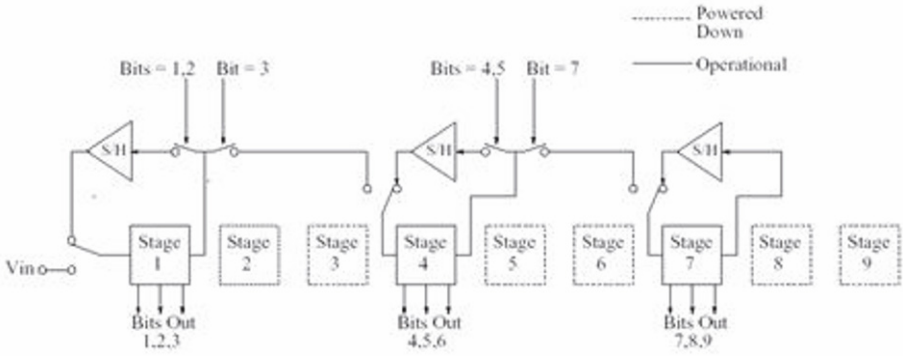 Powered
Down
Operational
Bits = 1,2 Bit = 3
Bits = 4,5 Bit = 7
S/H
S/H
S/H
Stage
1
Stage
2
Stage
3
Stage
4
Stage
5
Stage
6
Stage
7
Stage
8
Stage
9
Vin
Bits Out
1,2,3
Bits Out
4,5,6
Bits Out
7,8,9